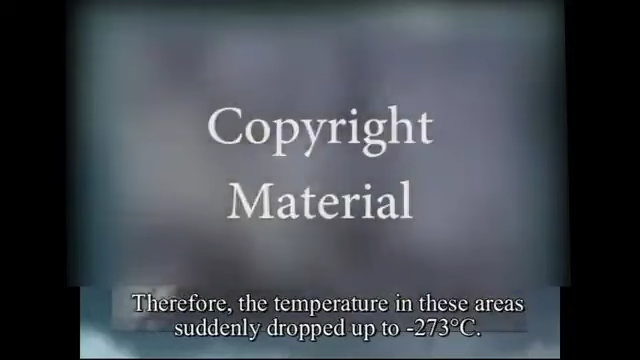 Copyright
Material
Therefore, the temperature in these areas
suddenly dropped up to -273°C.